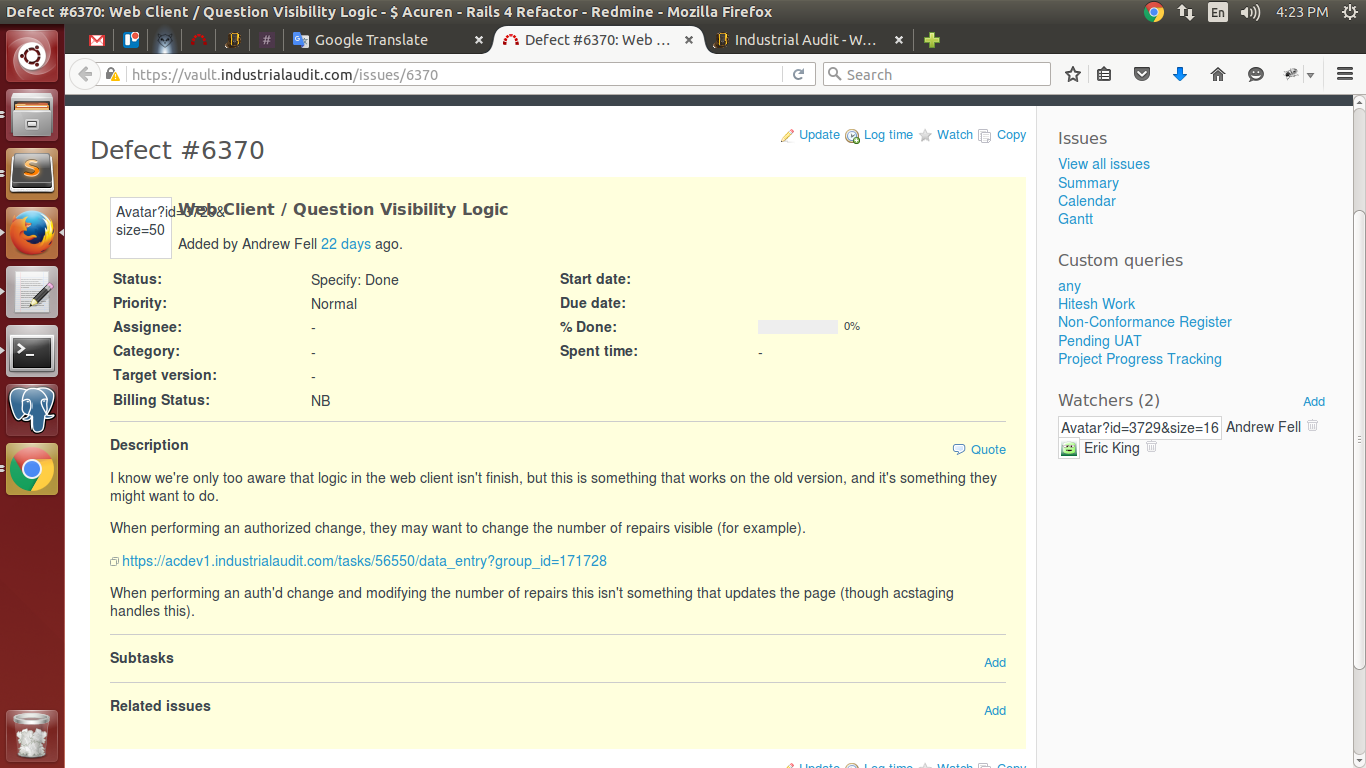 Defect #6370: Web Client / Question Visibility Logic - $ Acuren - Rails 4 Refactor - Redmine - Mozilla Firefox
En
4:23 PM
#
Google Translate
Defect #6370: Web ...
Industrial Audit - W...
https://vault.industrialaudit.com/issues/6370
Search
Defect #6370
Update Log time Watch Copy
Web Client / Question Visibility Logic
Avatar?id=3729&
size=50
Added by Andrew Fell 22 days ago.
Status: Specify: Done Start date:
Priority: Normal Due date:
Assignee: - % Done: 0%
Category: - Spent time: -
Target version: -
Billing Status: NB
Description
Quote
I know we're only too aware that logic in the web client isn't finish, but this is something that works on the old version, and it's something they
might want to do.
When performing an authorized change, they may want to change the number of repairs visible (for example).
https://acdev1.industrialaudit.com/tasks/56550/data_entry?group_id=171728
When performing an auth'd change and modifying the number of repairs this isn't something that updates the page (though acstaging
handles this).
Subtasks
Add
Related issues
Add
Update Log time Watch Copy
Issues
View all issues
Summary
Calendar
Gantt
Custom queries
any
Hitesh Work
Non-Conformance Register
Pending UAT
Project Progress Tracking
Watchers (2)
Add
Avatar?id=3729&size=16 Andrew Fell
Eric King